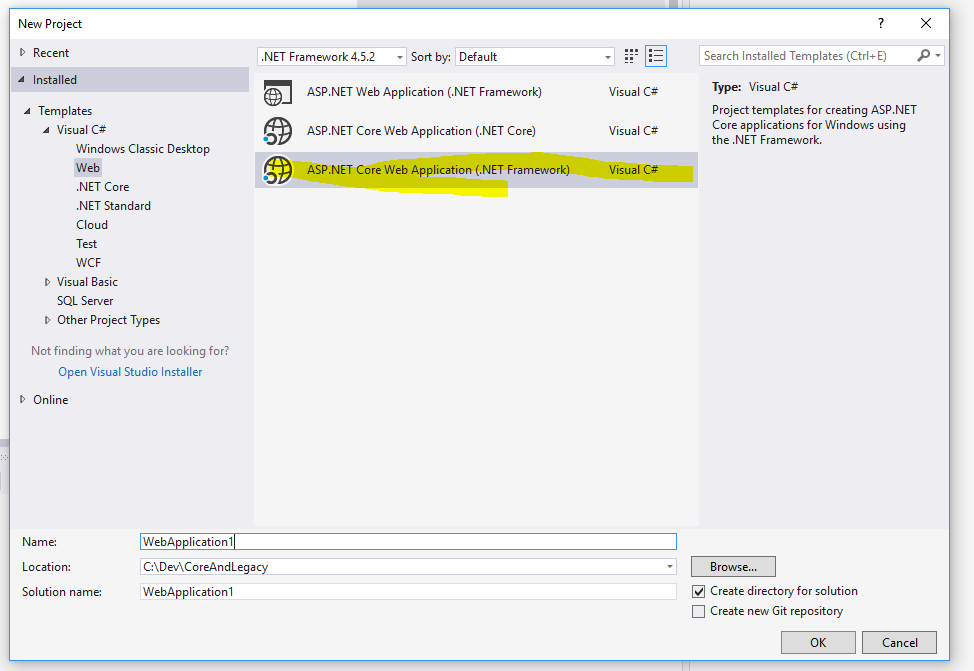 New Project
?
Recent
.NET Framework 4.5.2 Sort by: Default
Search Installed Templates (Ctrl+E)
Installed
Templates
Visual C#
Windows Classic Desktop
Web
.NET Core
.NET Standard
Cloud
Test
WCF
Visual Basic
SQL Server
Other Project Types
Not finding what you are looking for?
Open Visual Studio Installer
Online
ASP.NET Web Application (.NET Framework) Visual C#
ASP.NET Core Web Application (.NET Core) Visual C#
ASP.NET Core Web Application (.NET Framework) Visual C#
Type: Visual C#
Project templates for creating ASP.NET
Core applications for Windows using
the .NET Framework.
Name: WebApplication1
Location: C:\Dev\CoreAndLegacy
Browse...
Solution name: WebApplication1
Create directory for solution
Create new Git repository
OK Cancel